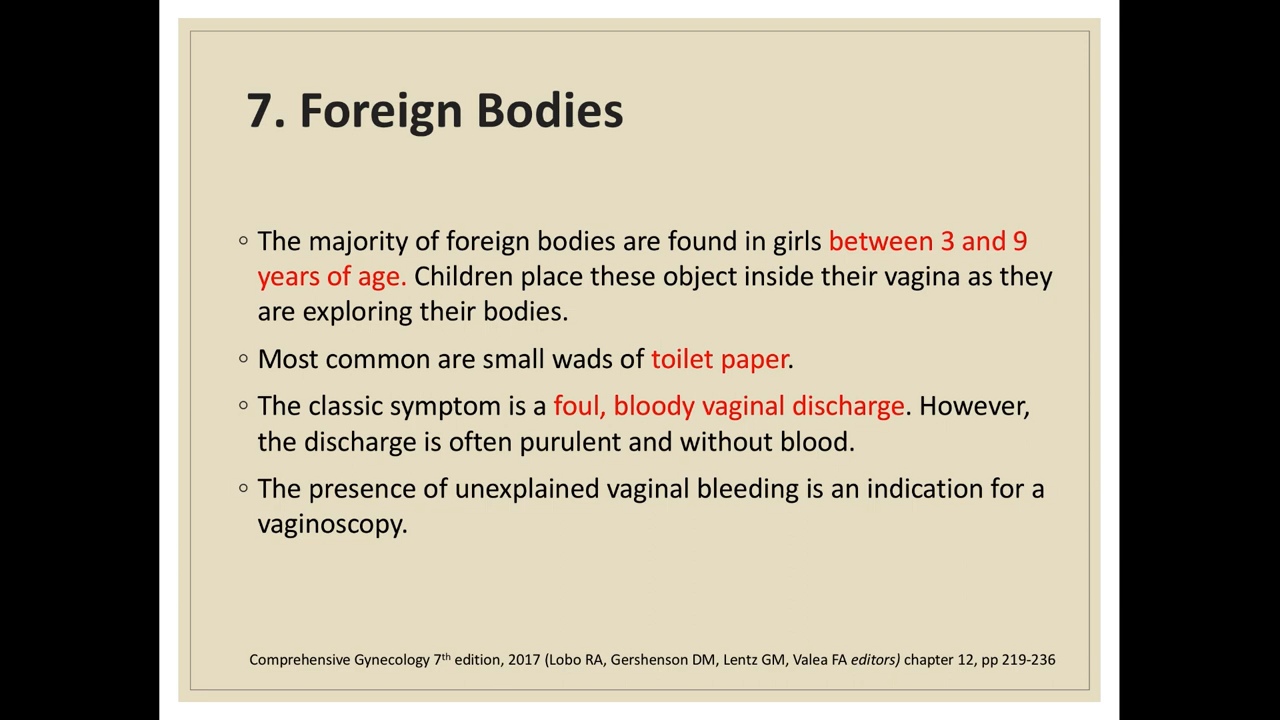 7. Foreign Bodies
◦ The majority of foreign bodies are found in girls between 3 and 9
years of age. Children place these object inside their vagina as they
are exploring their bodies.
◦ Most common are small wads of toilet paper.
◦ The classic symptom is a foul, bloody vaginal discharge. However,
the discharge is often purulent and without blood.
◦ The presence of unexplained vaginal bleeding is an indication for a
vaginoscopy.
Comprehensive Gynecology 7th edition, 2017 (Lobo RA, Gershenson DM, Lentz GM, Valea FA editors) chapter 12, pp 219-236